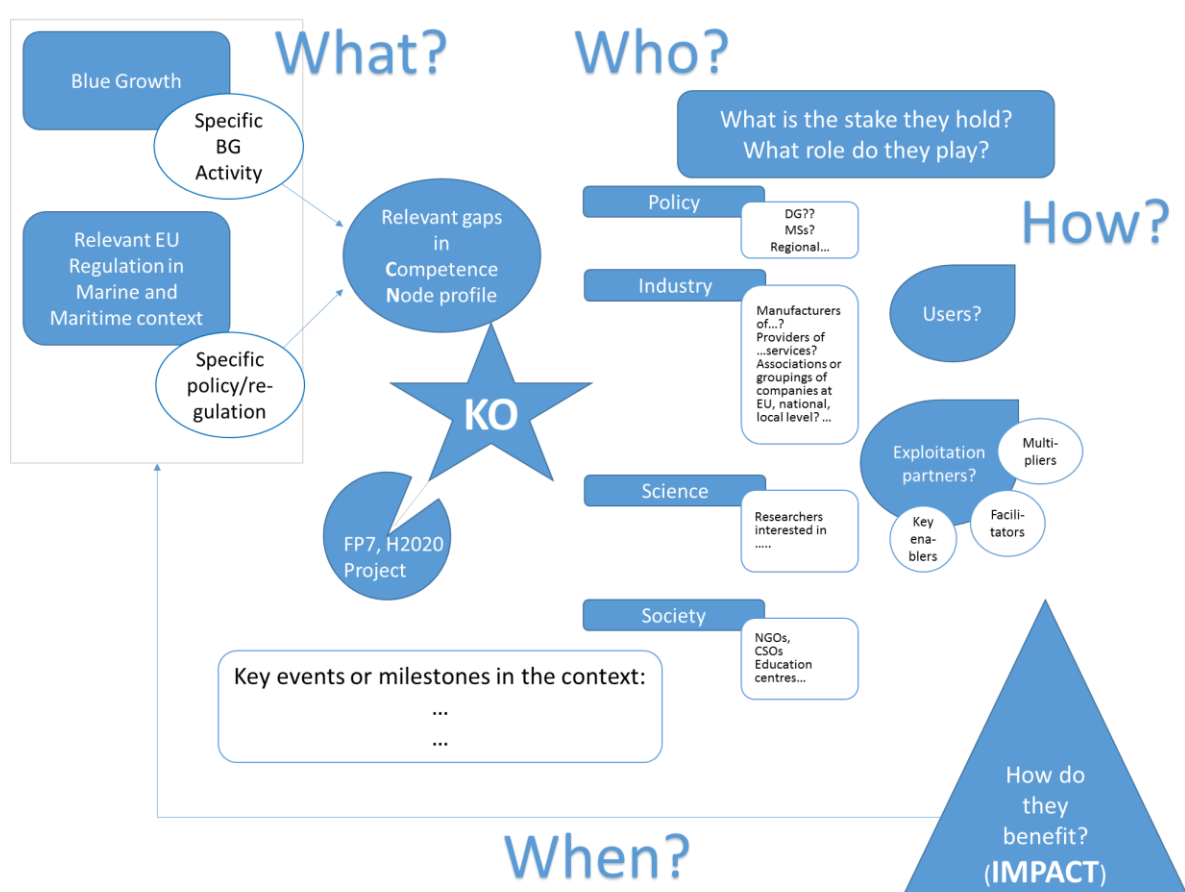 What?
Blue Growth
Specific
BG
Activity
Relevant EU
Regulation in
Marine and
Maritime context
Specific
policy/re-
gulation
Relevant gaps
in
Competence
Node profile
KO
FP7, H2020
Project
Key events or milestones in the context:
...
...
Who?
What is the stake they hold?
What role do they play?
Policy
DG??
MSs?
Regional...
Industry
Manufacturers
of...?
Providers of
...services?
Associations or
groupings of
companies at
EU, national,
local level? ...
Science
Researchers
interested in
.....
Society
NGOs,
CSOs
Education
centres...
How?
Users?
Exploitation
partners?
Multi-
pliers
Facili-
tators
Key
ena-
blers
How do
they
benefit?
(IMPACT)
When?